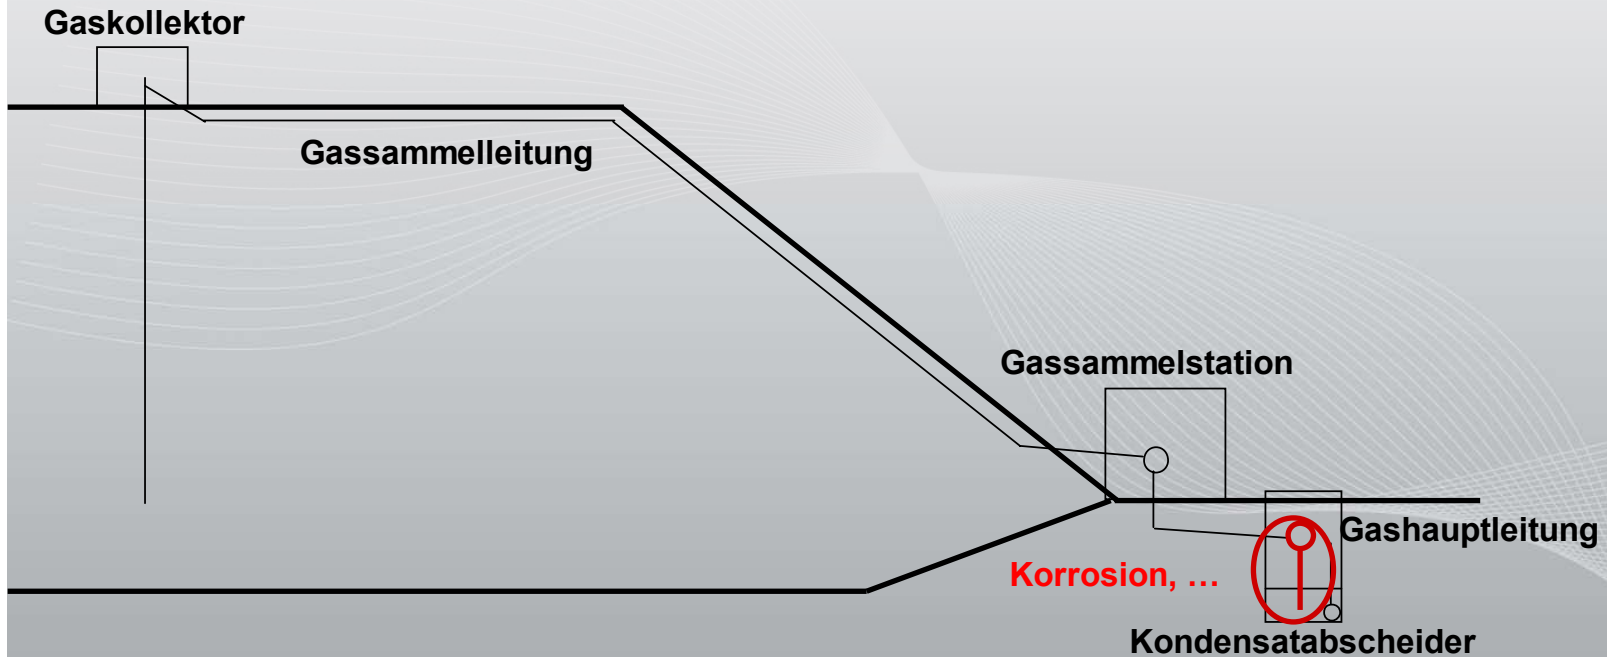 Gaskollektor
Gassammelleitung
Gassammelstation
Gashauptleitung
Korrosion, …
Kondensatabscheider